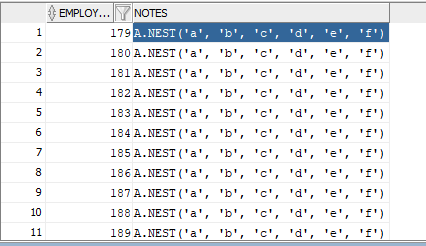 EMPLOY... NOTES
1 179 A.NEST('a', 'b', 'c', 'd', 'e', 'f')
2 180 A.NEST('a', 'b', 'c', 'd', 'e', 'f')
3 181 A.NEST('a', 'b', 'c', 'd', 'e', 'f')
4 182 A.NEST('a', 'b', 'c', 'd', 'e', 'f')
5 183 A.NEST('a', 'b', 'c', 'd', 'e', 'f')
6 184 A.NEST('a', 'b', 'c', 'd', 'e', 'f')
7 185 A.NEST('a', 'b', 'c', 'd', 'e', 'f')
8 186 A.NEST('a', 'b', 'c', 'd', 'e', 'f')
9 187 A.NEST('a', 'b', 'c', 'd', 'e', 'f')
10 188 A.NEST('a', 'b', 'c', 'd', 'e', 'f')
11 189 A.NEST('a', 'b', 'c', 'd', 'e', 'f')